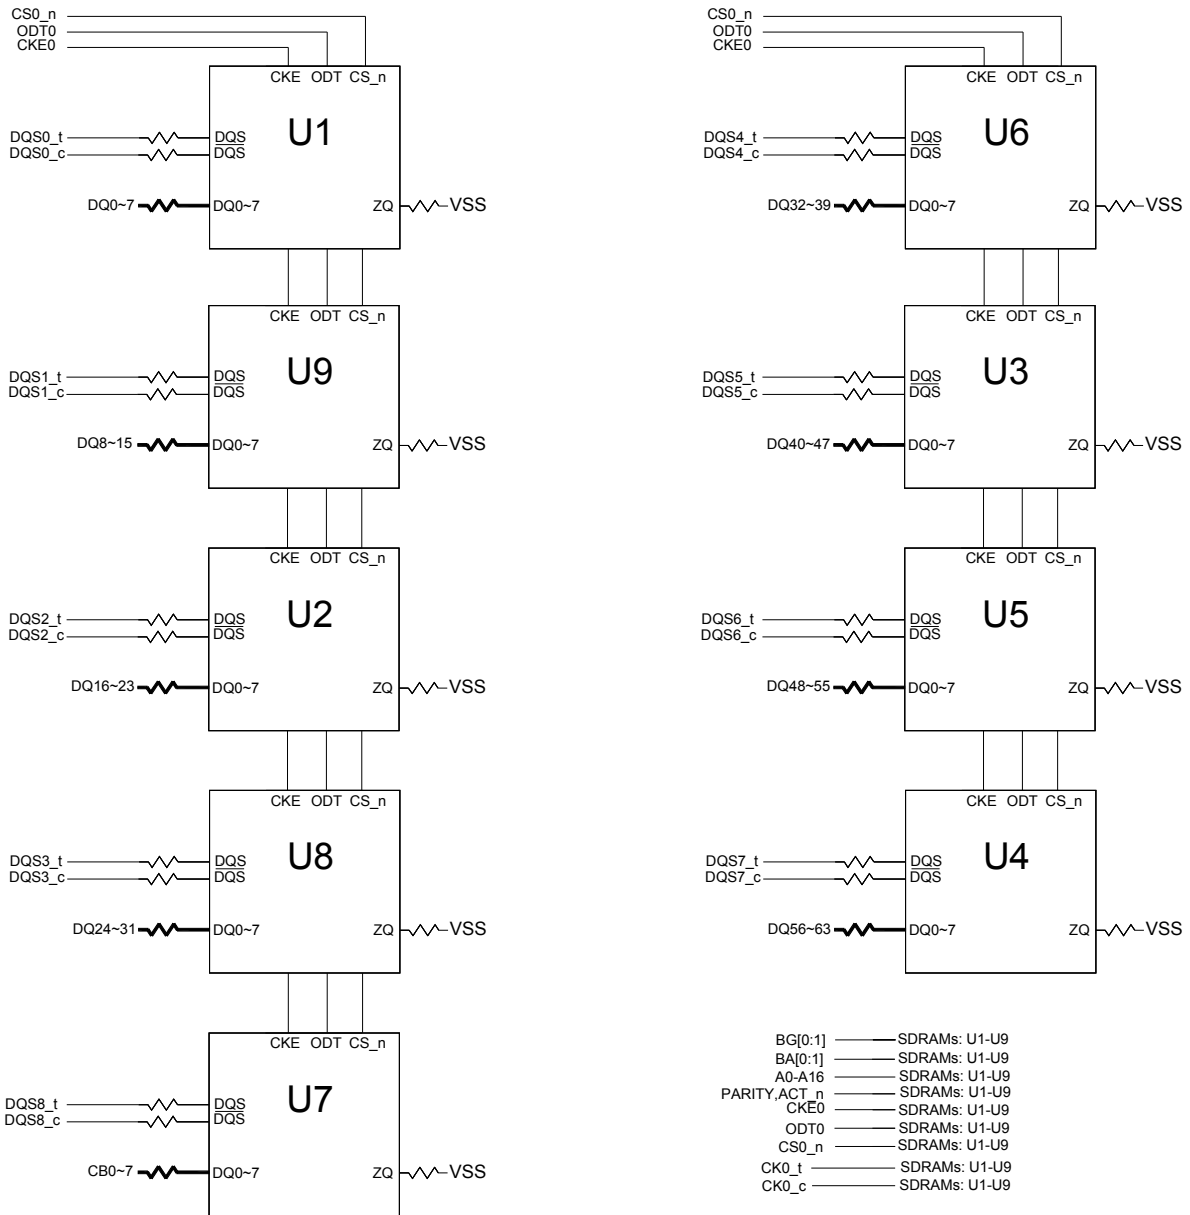 CS0_n
ODT0
CKE0
CKE ODT CS_n
U1
DQS0_t DQS
DQS0_c DQS
DQ0~7 DQ0~7 ZQ VSS
CKE ODT CS_n
U9
DQS1_t DQS
DQS1_c DQS
DQ8~15 DQ0~7 ZQ VSS
CKE ODT CS_n
U2
DQS2_t DQS
DQS2_c DQS
DQ16~23 DQ0~7 ZQ VSS
CKE ODT CS_n
U8
DQS3_t DQS
DQS3_c DQS
DQ24~31 DQ0~7 ZQ VSS
CKE ODT CS_n
U7
DQS8_t DQS
DQS8_c DQS
CB0~7 DQ0~7 ZQ VSS
CS0_n
ODT0
CKE0
CKE ODT CS_n
U6
DQS4_t DQS
DQS4_c DQS
DQ32~39 DQ0~7 ZQ VSS
CKE ODT CS_n
U3
DQS5_t DQS
DQS5_c DQS
DQ40~47 DQ0~7 ZQ VSS
CKE ODT CS_n
U5
DQS6_t DQS
DQS6_c DQS
DQ48~55 DQ0~7 ZQ VSS
CKE ODT CS_n
U4
DQS7_t DQS
DQS7_c DQS
DQ56~63 DQ0~7 ZQ VSS
BG[0:1] SDRAMs: U1-U9
BA[0:1] SDRAMs: U1-U9
A0-A16 SDRAMs: U1-U9
PARITY,ACT_n SDRAMs: U1-U9
CKE0 SDRAMs: U1-U9
ODT0 SDRAMs: U1-U9
CS0_n SDRAMs: U1-U9
CK0_t SDRAMs: U1-U9
CK0_c SDRAMs: U1-U9